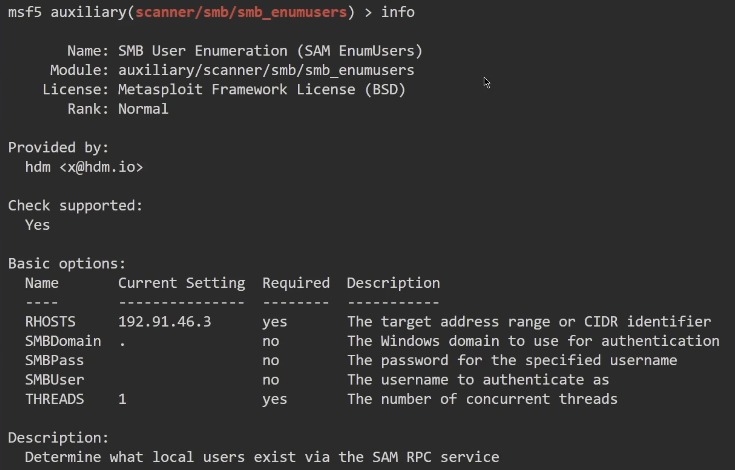 msf5 auxiliary(scanner/smb/smb_enumusers) > info
Name: SMB User Enumeration (SAM EnumUsers)
Module: auxiliary/scanner/smb/smb_enumusers
License: Metasploit Framework License (BSD)
Rank: Normal
Provided by:
hdm <x@hdm.io>
Check supported:
Yes
Basic options:
Name Current Setting Required Description
---- --------------- -------- -----------
RHOSTS 192.91.46.3 yes The target address range or CIDR identifier
SMBDomain . no The Windows domain to use for authentication
SMBPass no The password for the specified username
SMBUser no The username to authenticate as
THREADS 1 yes The number of concurrent threads
Description:
Determine what local users exist via the SAM RPC service